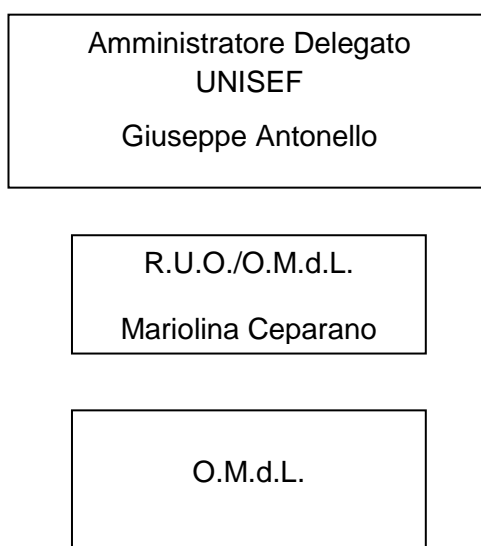 Amministratore Delegato
UNISEF
Giuseppe Antonello
R.U.O./O.M.d.L.
Mariolina Ceparano
O.M.d.L.